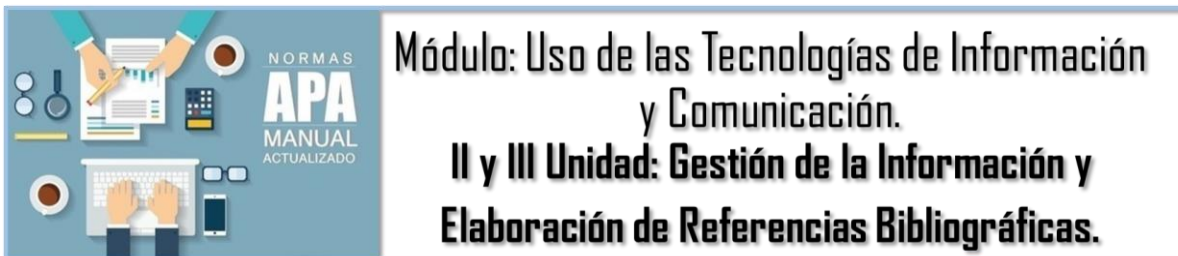 NORMAS
APA
MANUAL
ACTUALIZADO
Módulo: Uso de las Tecnologías de Información
y Comunicación.
II y III Unidad: Gestión de la Información y
Elaboración de Referencias Bibliográficas.